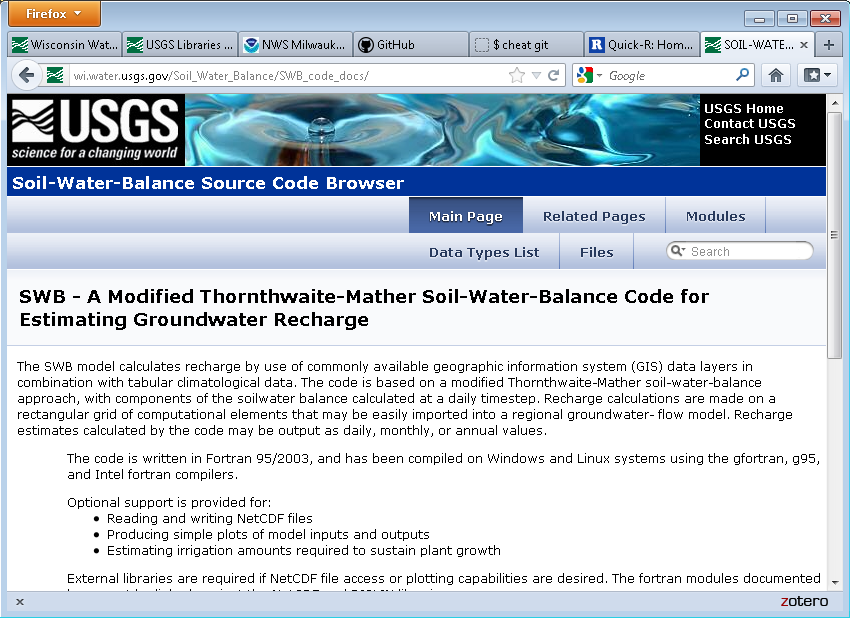 Firefox
Wisconsin Wat...
USGS Libraries ...
NWS Milwauk...
GitHub
$ cheat git
Quick-R: Hom...
SOIL-WATE...
wi.water.usgs.gov/Soil_Water_Balance/SWB_code_docs/
Google
USGS
science for a changing world
USGS Home
Contact USGS
Search USGS
Soil-Water-Balance Source Code Browser
Main Page
Related Pages
Modules
Data Types List
Files
Search
SWB - A Modified Thornthwaite-Mather Soil-Water-Balance Code for
Estimating Groundwater Recharge
The SWB model calculates recharge by use of commonly available geographic information system (GIS) data layers in
combination with tabular climatological data. The code is based on a modified Thornthwaite-Mather soil-water-balance
approach, with components of the soilwater balance calculated at a daily timestep. Recharge calculations are made on a
rectangular grid of computational elements that may be easily imported into a regional groundwater- flow model. Recharge
estimates calculated by the code may be output as daily, monthly, or annual values.
The code is written in Fortran 95/2003, and has been compiled on Windows and Linux systems using the gfortran, g95,
and Intel fortran compilers.
Optional support is provided for:
Reading and writing NetCDF files
Producing simple plots of model inputs and outputs
Estimating irrigation amounts required to sustain plant growth
External libraries are required if NetCDF file access or plotting capabilities are desired. The fortran modules documented
zotero